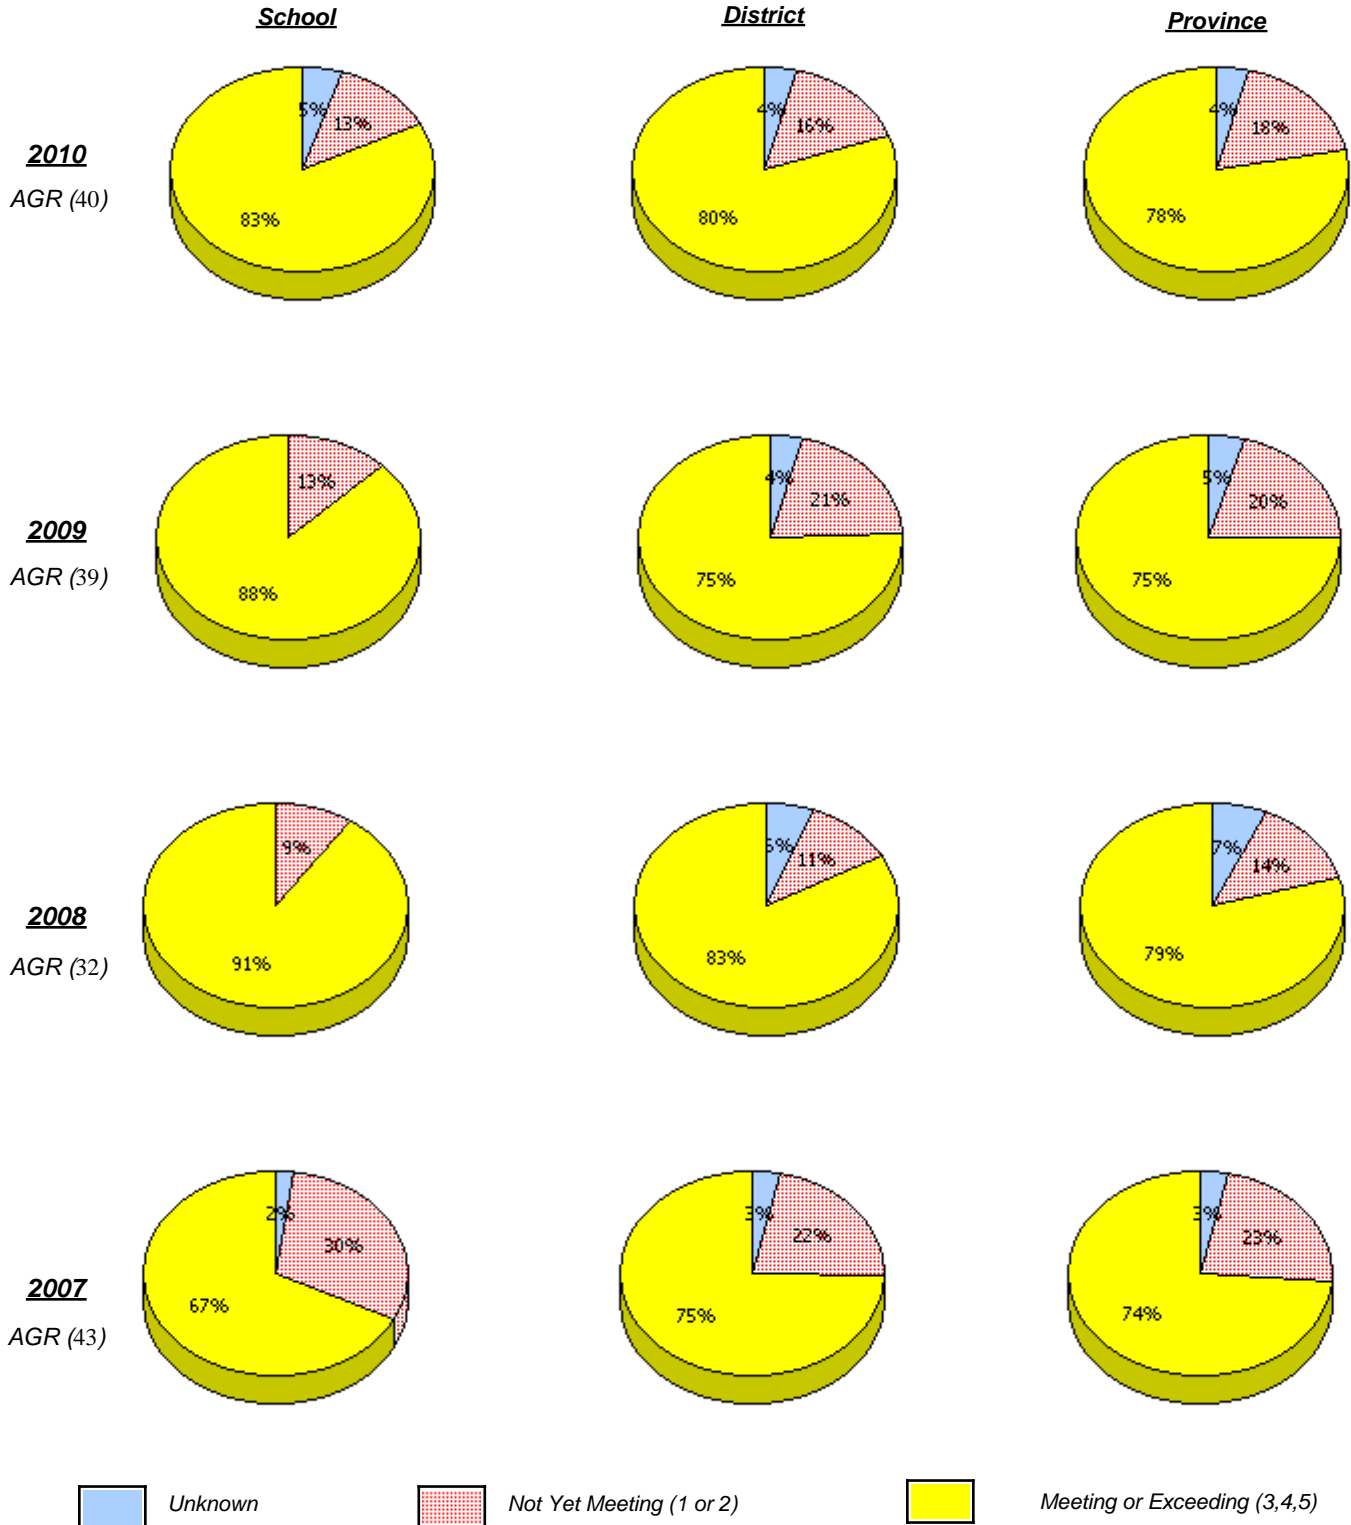 School District Province
5% 13% 83%
4% 16% 80%
4% 18% 78%
2010
AGR (40)
13% 88%
4% 21% 75%
5% 20% 75%
2009
AGR (39)
9% 91%
11% 83%
7% 14% 79%
2008
AGR (32)
2% 30% 67%
3% 22% 75%
3% 23% 74%
2007
AGR (43)
Unknown Not Yet Meeting (1 or 2) Meeting or Exceeding (3,4,5)